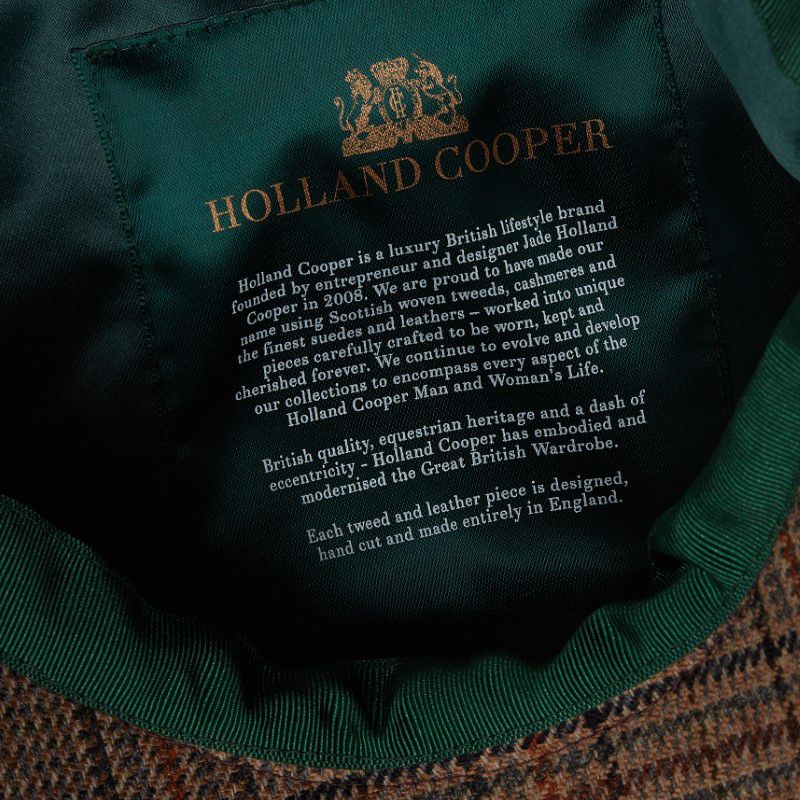 HOLLAND COOPER
Holland Cooper is a luxury British lifestyle brand
founded by entrepreneur and designer Jade Holland
Cooper in 2008. We are proud to have made our
name using Scottish woven tweeds, cashmeres and
the finest suedes and leathers – worked into unique
pieces carefully crafted to be worn, kept and
cherished forever. We continue to evolve and develop
our collections to encompass every aspect of the
Holland Cooper Man and Woman's Life.
British quality, equestrian heritage and a dash of
eccentricity - Holland Cooper has embodied and
modernised the Great British Wardrobe.
Each tweed and leather piece is designed,
hand cut and made entirely in England.